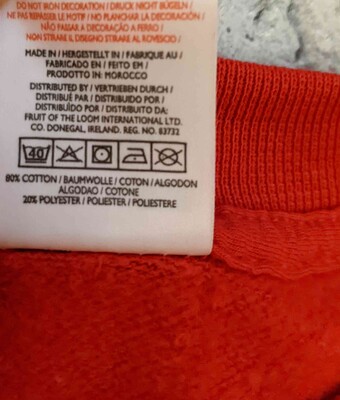 DO NOT IRON DECORATION / DRUCK NICHT BÜGELN /
NE PAS REPASSER LE MOTIF / NO PLANCHAR LA DECORACIÓN /
NÃO PASSAR A DECORAÇÃO A FERRO /
NON STIRARE IL DISEGNO STIRARE AL ROVESCIO
MADE IN / HERGESTELLT IN / FABRIQUE AU /
FABRICADO EN / FEITO EM /
PRODOTTO IN: MOROCCO
DISTRIBUTED BY / VERTRIEBEN DURCH /
DISTRIBUÉ PAR / DISTRIBUIDO POR /
DISTRIBUÍDO POR / DISTRIBUITO DA:
FRUIT OF THE LOOM INTERNATIONAL LTD.
CO. DONEGAL, IRELAND. REG. NO. 83732
40
80% COTTON / BAUMWOLLE / COTON / ALGODON
ALGODAO / COTONE
20% POLYESTER / POLIESTER / POLIESTERE